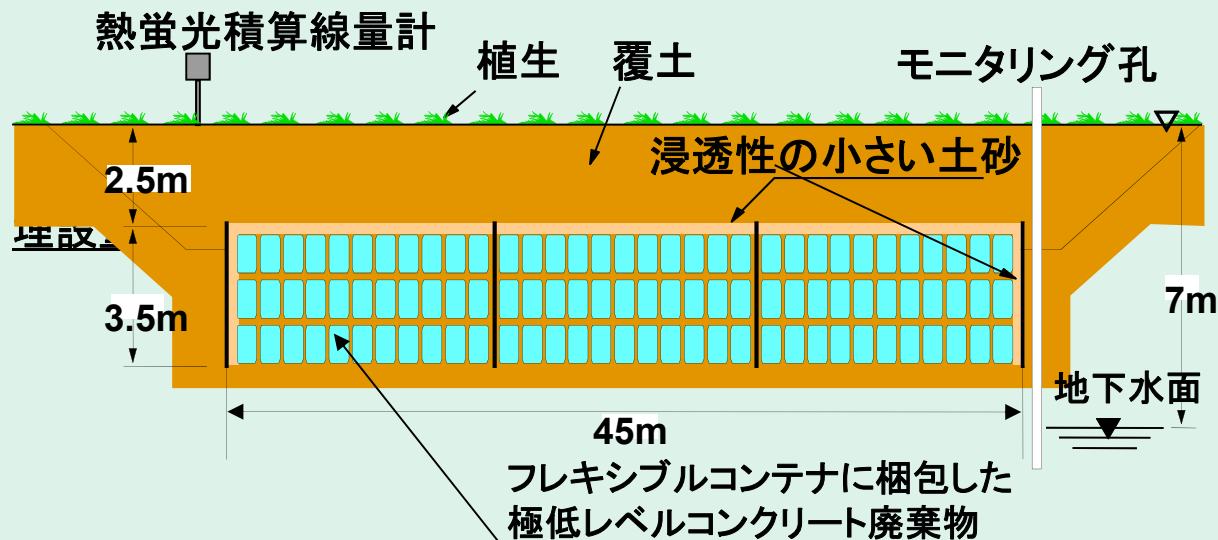 熱蛍光積算線量計
植生
覆土
モニタリング孔
浸透性の小さい土砂
2.5m
埋設
3.5m
7m
地下水面
45m
フレキシブルコンテナに梱包した
極低レベルコンクリート廃棄物